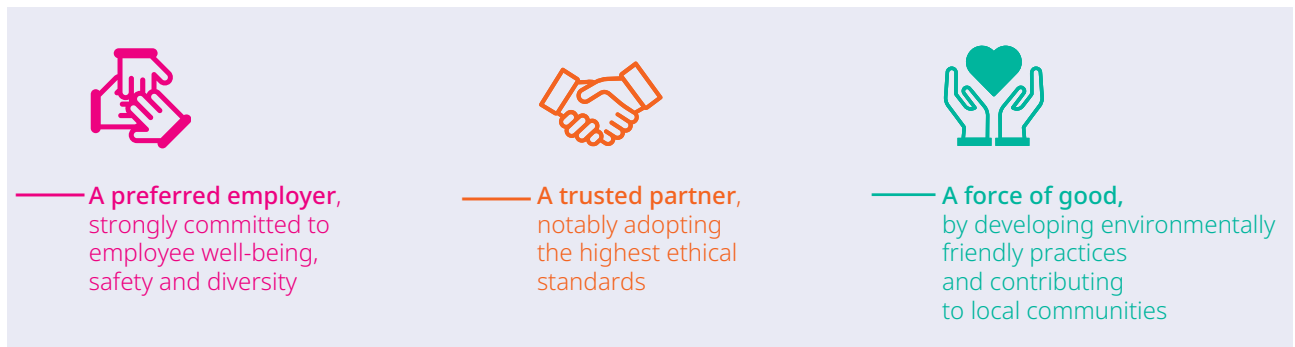 A preferred employer,
strongly committed to
employee well-being,
safety and diversity
A trusted partner,
notably adopting
the highest ethical
standards
A force of good,
by developing environmentally
friendly practices
and contributing
to local communities